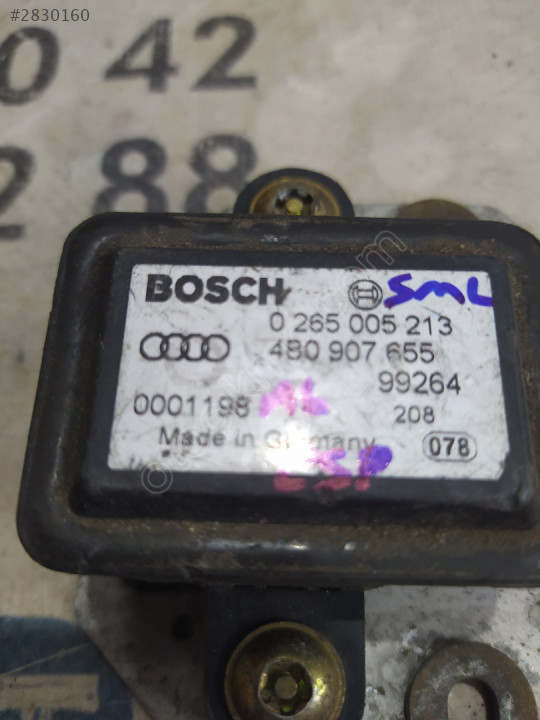 #2830160
0 42
2 88
BOSCH SML
0 265 005 213
4B0 907 655
99264
0001198 AL
208
Made in Germany
078
ESP